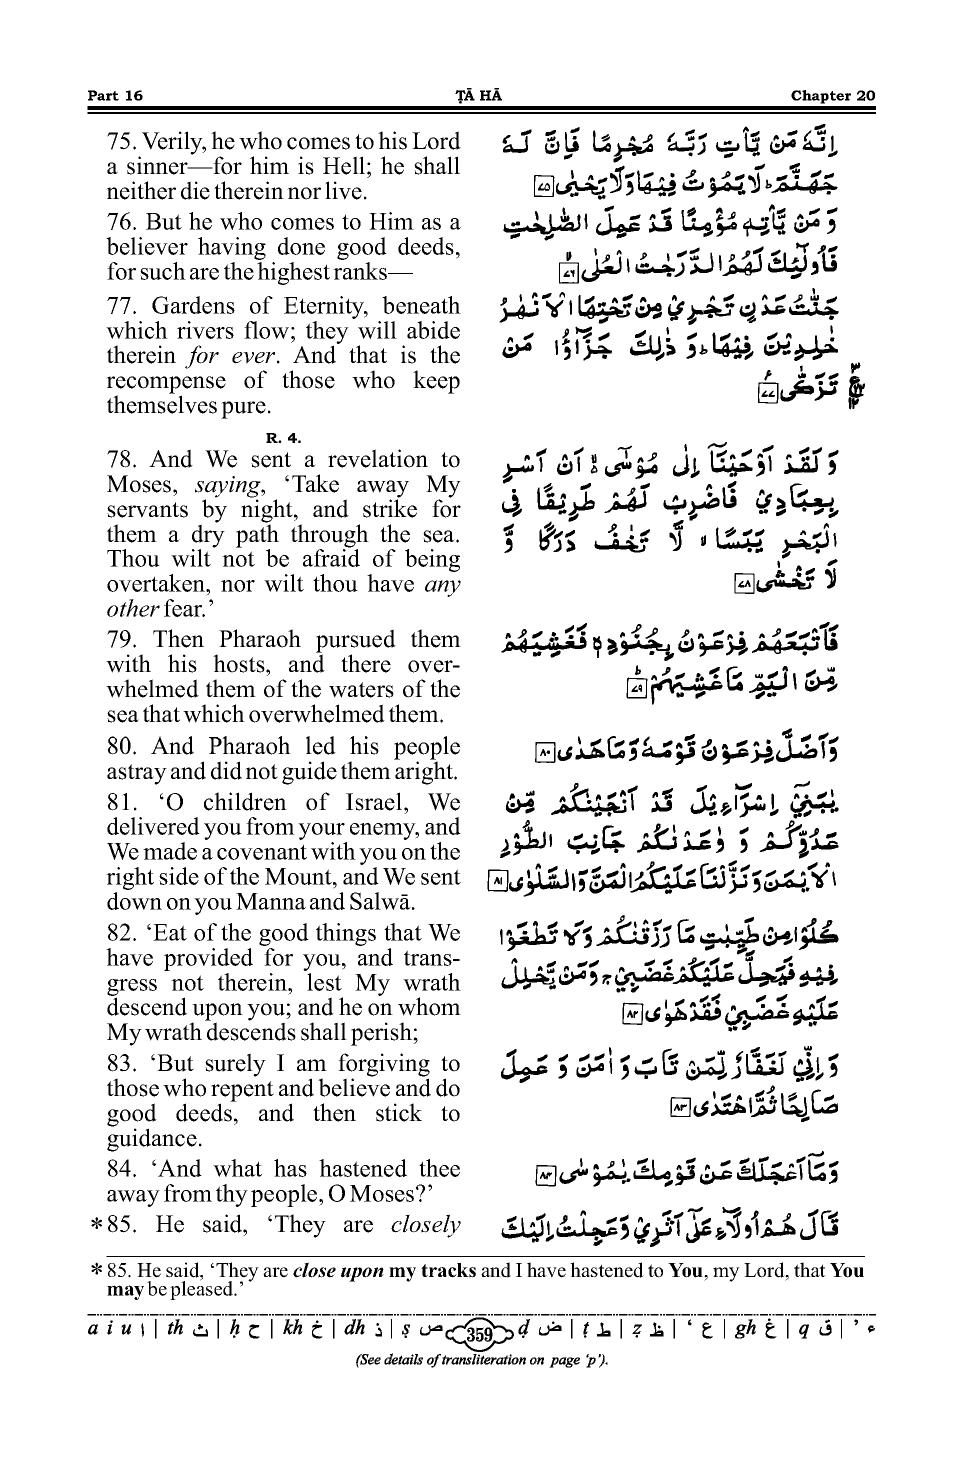 Part 16 ṬĀ HĀ Chapter 20
75. Verily, he who comes to his Lord
a sinner—for him is Hell; he shall
neither die therein nor live.
76. But he who comes to Him as a
believer having done good deeds,
for such are the highest ranks—
77. Gardens of Eternity, beneath
which rivers flow; they will abide
therein for ever. And that is the
recompense of those who keep
themselves pure.
R. 4.
78. And We sent a revelation to
Moses, saying, ‘Take away My
servants by night, and strike for
them a dry path through the sea.
Thou wilt not be afraid of being
overtaken, nor wilt thou have any
other fear.’
79. Then Pharaoh pursued them
with his hosts, and there over-
whelmed them of the waters of the
sea that which overwhelmed them.
80. And Pharaoh led his people
astray and did not guide them aright.
81. ‘O children of Israel, We
delivered you from your enemy, and
We made a covenant with you on the
right side of the Mount, and We sent
down on you Manna and Salwā.
82. ‘Eat of the good things that We
have provided for you, and trans-
gress not therein, lest My wrath
descend upon you; and he on whom
My wrath descends shall perish;
83. ‘But surely I am forgiving to
those who repent and believe and do
good deeds, and then stick to
guidance.
84. ‘And what has hastened thee
away from thy people, O Moses?’
*85. He said, ‘They are closely
اِنَّهٗ مَنْ يَّاْتِ رَبَّهٗ مُجْرِمًا فَاِنَّ لَهٗ
جَهَنَّمَ ؕ لَا يَمُوْتُ فِيْهَا وَلَا يَحْيٰى ﴿۷۵﴾
وَ مَنْ يَّاْتِهٖ مُؤْمِنًا قَدْ عَمِلَ الصّٰلِحٰتِ
فَاُولٰٓئِكَ لَهُمُ الدَّرَجٰتُ الْعُلٰى ﴿۷۶﴾
جَنّٰتُ عَدْنٍ تَجْرِيْ مِنْ تَحْتِهَا الْاَنْهٰرُ
خٰلِدِيْنَ فِيْهَا ؕ وَ ذٰلِكَ جَزٰٓؤُا مَنْ
تَزَكّٰى ﴿۷۷﴾
وَ لَقَدْ اَوْحَيْنَاۤ اِلٰى مُوْسٰۤى ۙ اَنْ اَسْرِ
بِعِبَادِيْ فَاضْرِبْ لَهُمْ طَرِيْقًا فِى
الْبَحْرِ يَبَسًا ۙ لَّا تَخٰفُ دَرَكًا وَّ
لَا تَخْشٰى ﴿۷۸﴾
فَاَتْبَعَهُمْ فِرْعَوْنُ بِجُنُوْدِهٖ فَغَشِيَهُمْ
مِّنَ الْيَمِّ مَا غَشِيَهُمْ ﴿۷۹﴾
وَاَضَلَّ فِرْعَوْنُ قَوْمَهٗ وَمَا هَدٰى ﴿۸۰﴾
يٰبَنِيْۤ اِسْرَآءِيْلَ قَدْ اَنْجَيْنٰكُمْ مِّنْ
عَدُوِّكُمْ وَ وٰعَدْنٰكُمْ جَانِبَ الطُّوْرِ
الْاَيْمَنَ وَ نَزَّلْنَا عَلَيْكُمُ الْمَنَّ وَالسَّلْوٰى ﴿۸۱﴾
كُلُوْا مِنْ طَيِّبٰتِ مَا رَزَقْنٰكُمْ وَلَا تَطْغَوْا
فِيْهِ فَيَحِلَّ عَلَيْكُمْ غَضَبِيْ ۚ وَمَنْ يَّحْلِلْ
عَلَيْهِ غَضَبِيْ فَقَدْ هَوٰى ﴿۸۲﴾
وَ اِنِّيْ لَغَفَّارٌ لِّمَنْ تَابَ وَ اٰمَنَ وَ عَمِلَ
صَالِحًا ثُمَّ اهْتَدٰى ﴿۸۳﴾
وَمَاۤ اَعْجَلَكَ عَنْ قَوْمِكَ يٰمُوْسٰى ﴿۸۴﴾
قَالَ هُمْ اُولَآءِ عَلٰۤى اَثَرِيْ وَ عَجِلْتُ اِلَيْكَ
* 85. He said, ‘They are close upon my tracks and I have hastened to You, my Lord, that You
may be pleased.’
a i u ا | th ث | ḥ ح | kh خ | dh ذ | ṣ ص 359 ḍ ض | ṭ ط | ẓ ظ | ‘ ع | gh غ | q ق | ’ ء
(See details of transliteration on page ‘p’).